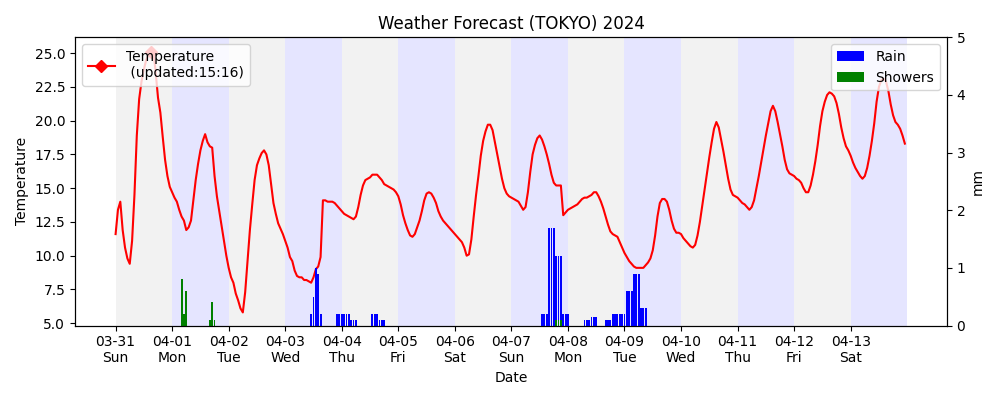 Weather Forecast (TOKYO) 2024
Temperature
(updated:15:16)
Rain
Showers
Temperature
25.0
22.5
20.0
17.5
15.0
12.5
10.0
7.5
5.0
5
4
3
2
1
0
mm
03-31 04-01 04-02 04-03 04-04 04-05 04-06 04-07 04-08 04-09 04-10 04-11 04-12 04-13
Sun Mon Tue Wed Thu Fri Sat Sun Mon Tue Wed Thu Fri Sat
Date